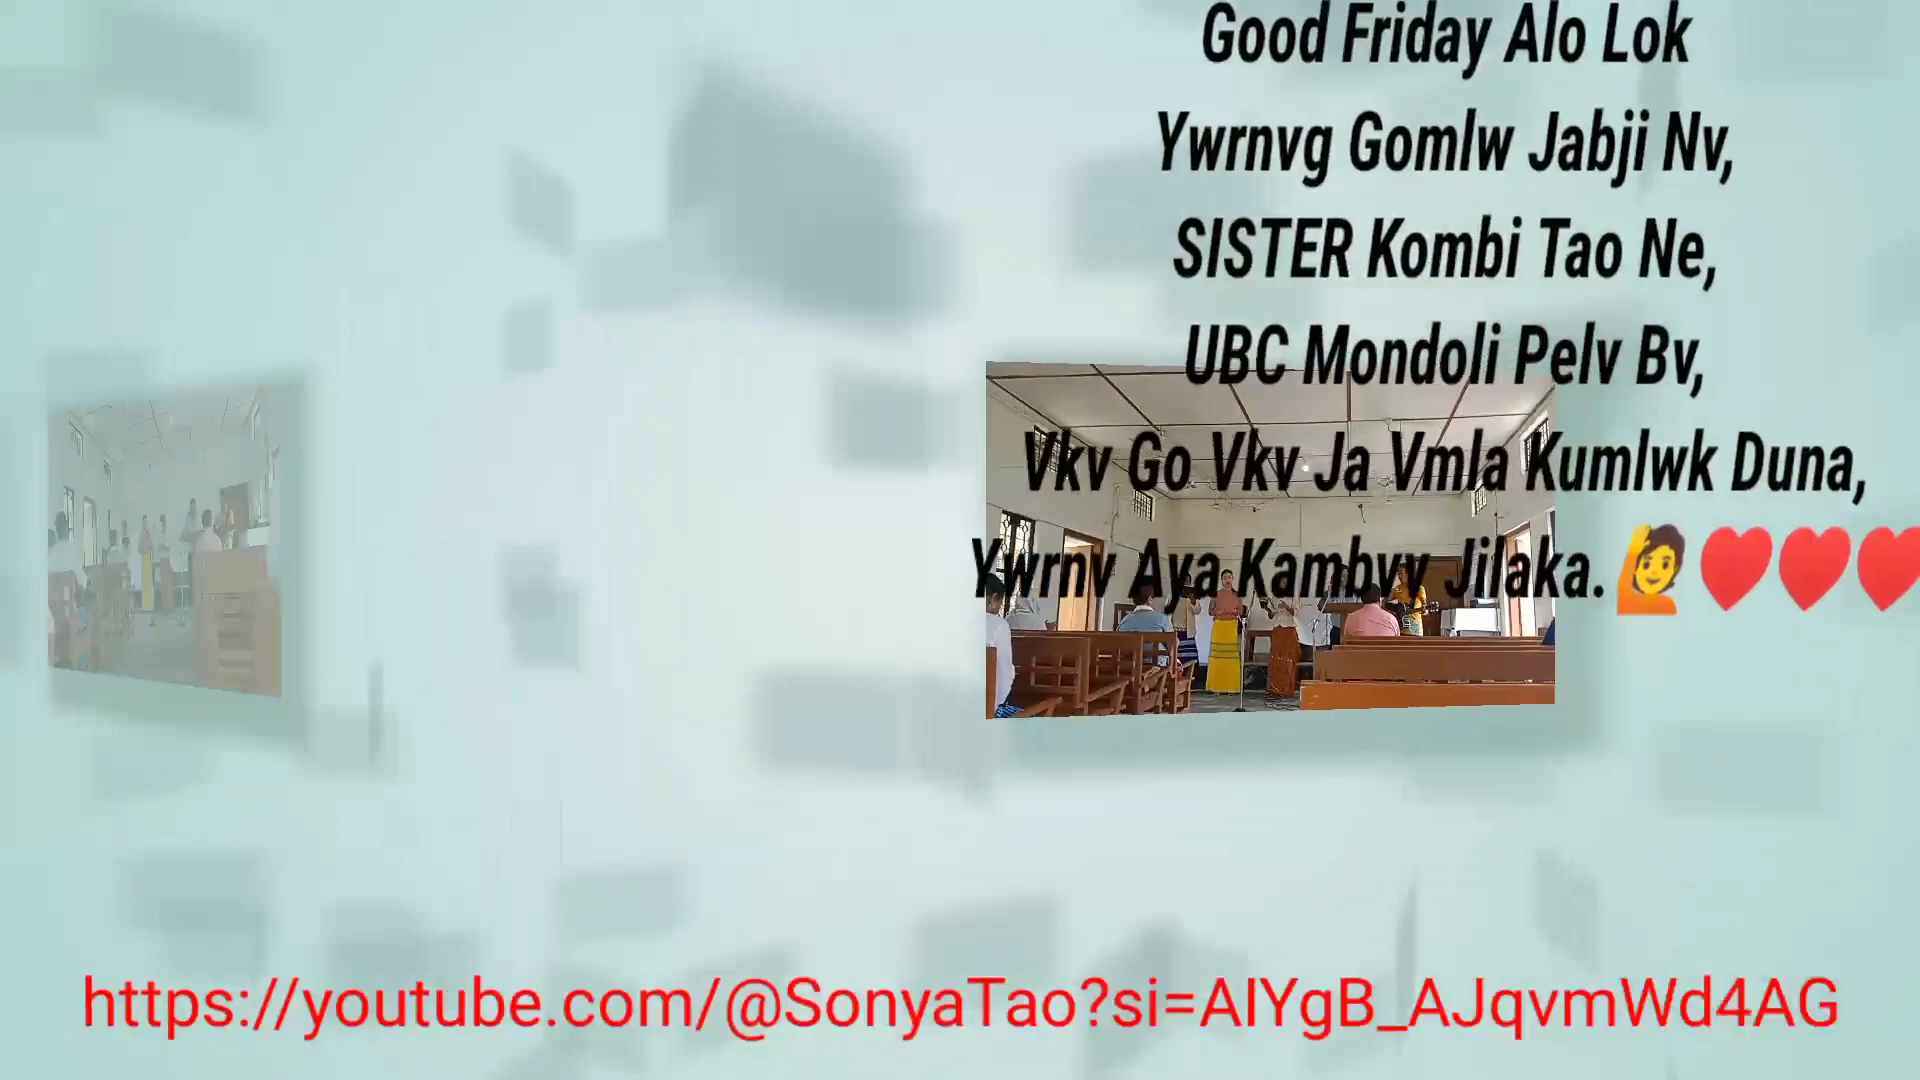 Good Friday Alo Lok
Ywrnvg Gomlw Jabji Nv,
SISTER Kombi Tao Ne,
UBC Mondoli Pelv Bv,
Vkv Go Vkv Ja Vmla Kumlwk Duna,
Ywrnv Aya Kambvv Jilaka. 🙋❤️❤️❤️
https://youtube.com/@SonyaTao?si=AIYgB_AJqvmWd4AG